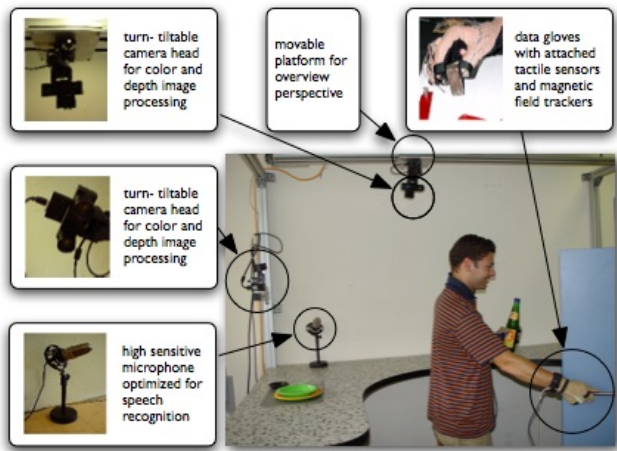 turn- tiltable
camera head
for color and
depth image
processing
movable
platform for
overview
perspective
data gloves
with attached
tactile sensors
and magnetic
field trackers
turn- tiltable
camera head
for color and
depth image
processing
high sensitive
microphone
optimized for
speech
recognition